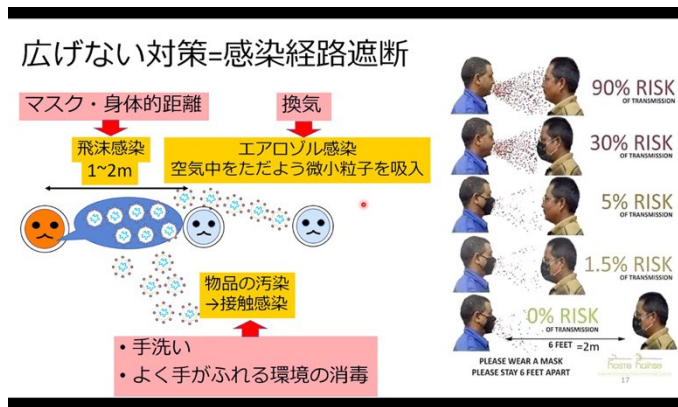 広げない対策=感染経路遮断
マスク・身体的距離
換気
飛沫感染
1~2m
エアロゾル感染
空気中をただよう微小粒子を吸入
物品の汚染
→接触感染
・手洗い
・よく手がふれる環境の消毒
90% RISK
OF TRANSMISSION
30% RISK
OF TRANSMISSION
5% RISK
OF TRANSMISSION
1.5% RISK
OF TRANSMISSION
0% RISK
OF TRANSMISSION
6 FEET =2m
PLEASE WEAR A MASK
PLEASE STAY 6 FEET APART
17